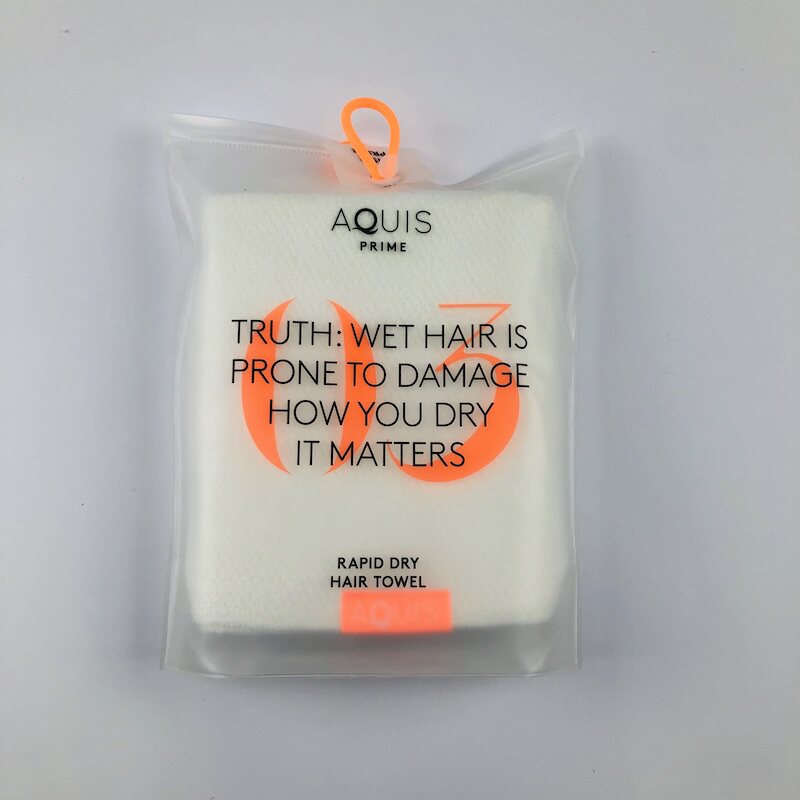 AQUIS
PRIME
03
TRUTH: WET HAIR IS
PRONE TO DAMAGE
HOW YOU DRY
IT MATTERS
RAPID DRY
HAIR TOWEL
AQUIS